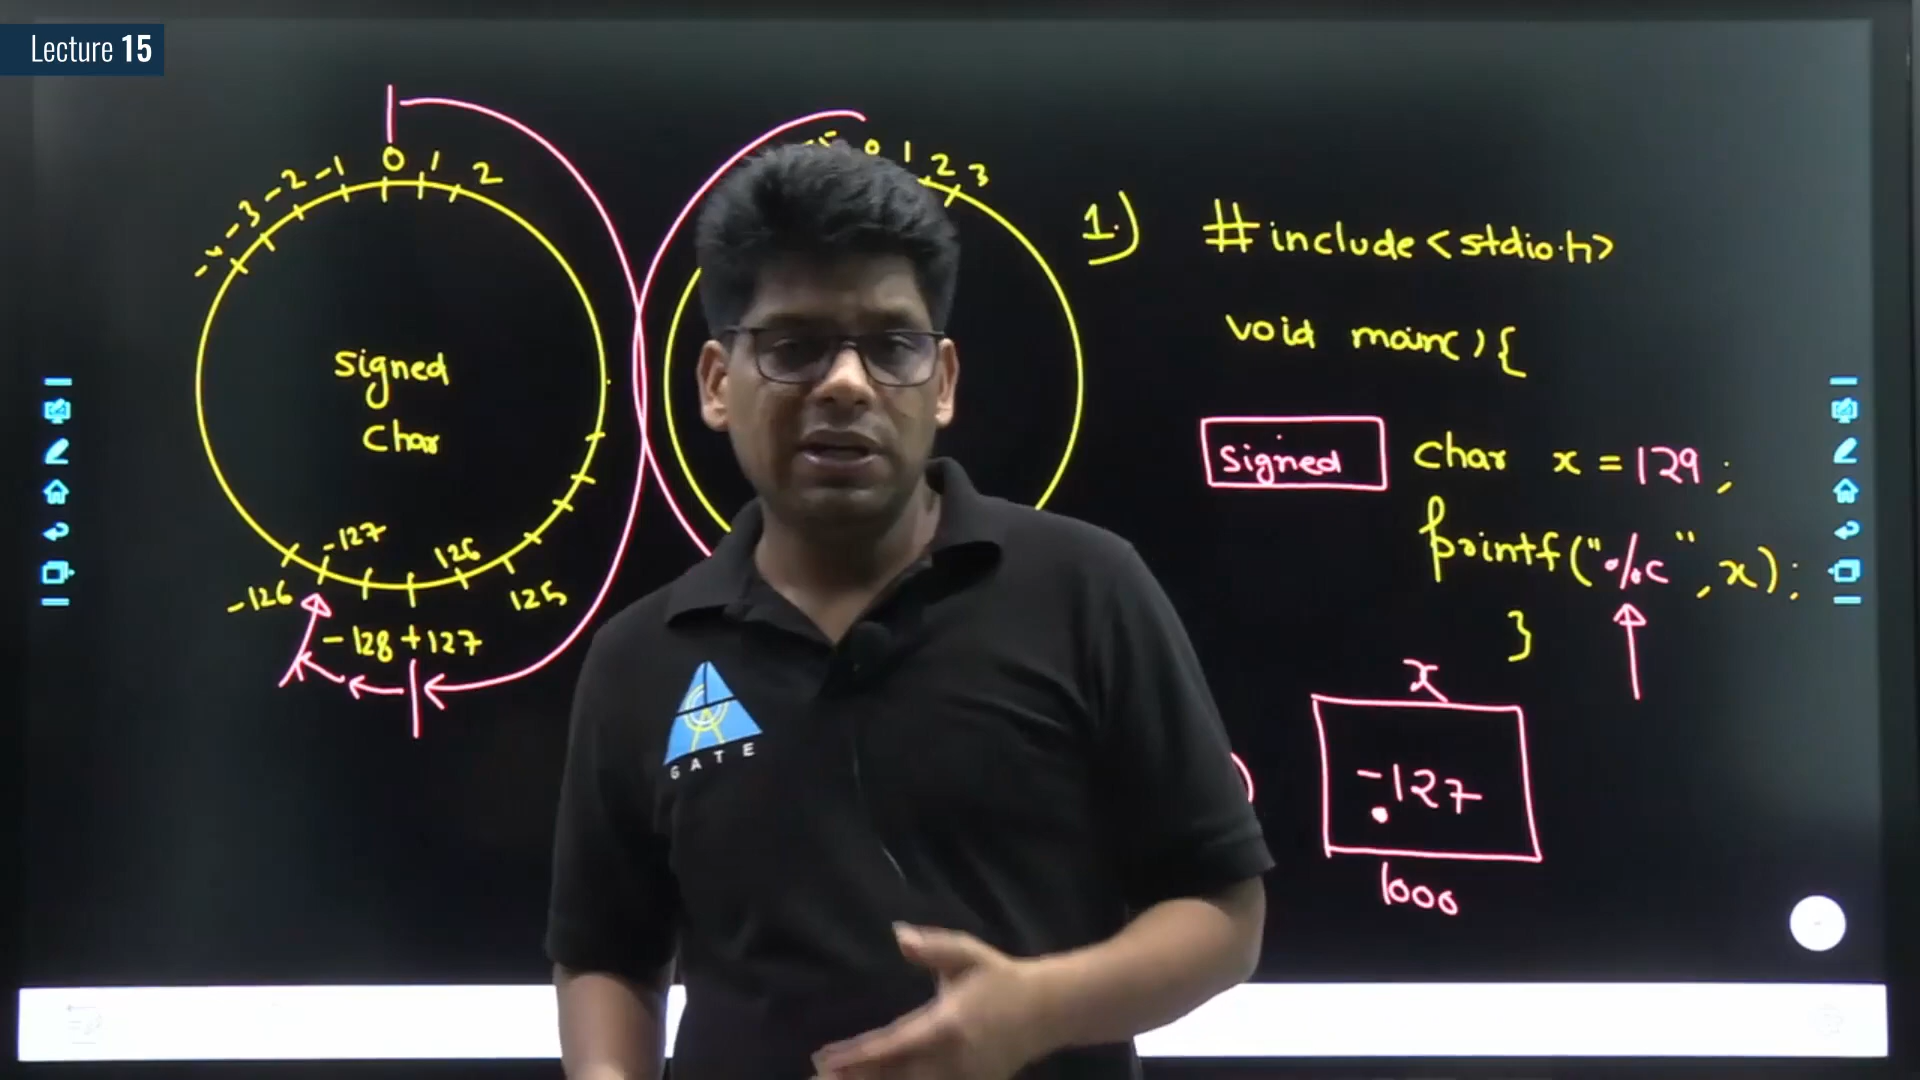 Lecture 15
-4 -3 -2 -1 0 1 2
signed
char
-127
-126
-128 +127
126
125
0 1 2 3
1.) #include<stdio.h>
void main(){
signed char x = 129;
printf("%c", x);
}
x
-127
1000
GATE